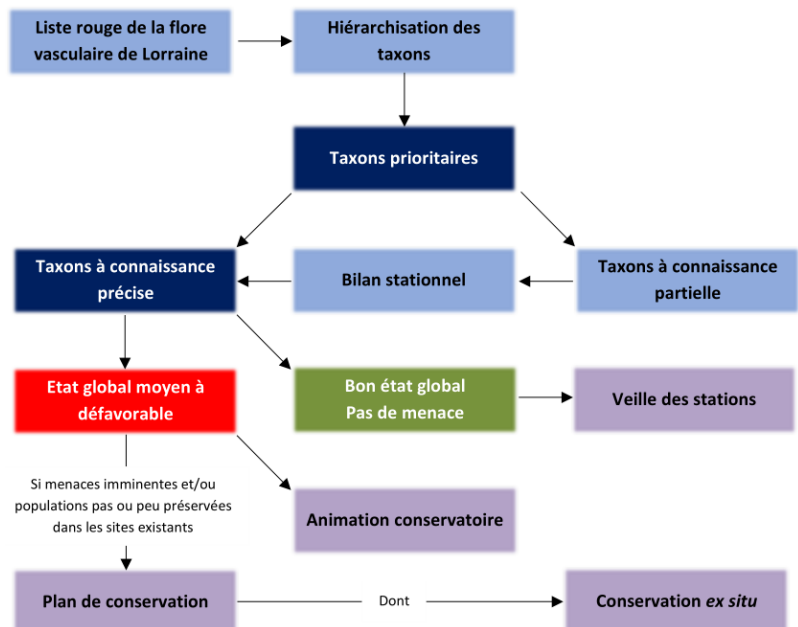 Liste rouge de la flore
vasculaire de Lorraine
Hiérarchisation des
taxons
Taxons prioritaires
Taxons à connaissance
précise
Bilan stationnel
Taxons à connaissance
partielle
Etat global moyen à
défavorable
Bon état global
Pas de menace
Veille des stations
Si menaces imminentes et/ou
populations pas ou peu préservées
dans les sites existants
Animation conservatoire
Plan de conservation
Dont
Conservation ex situ